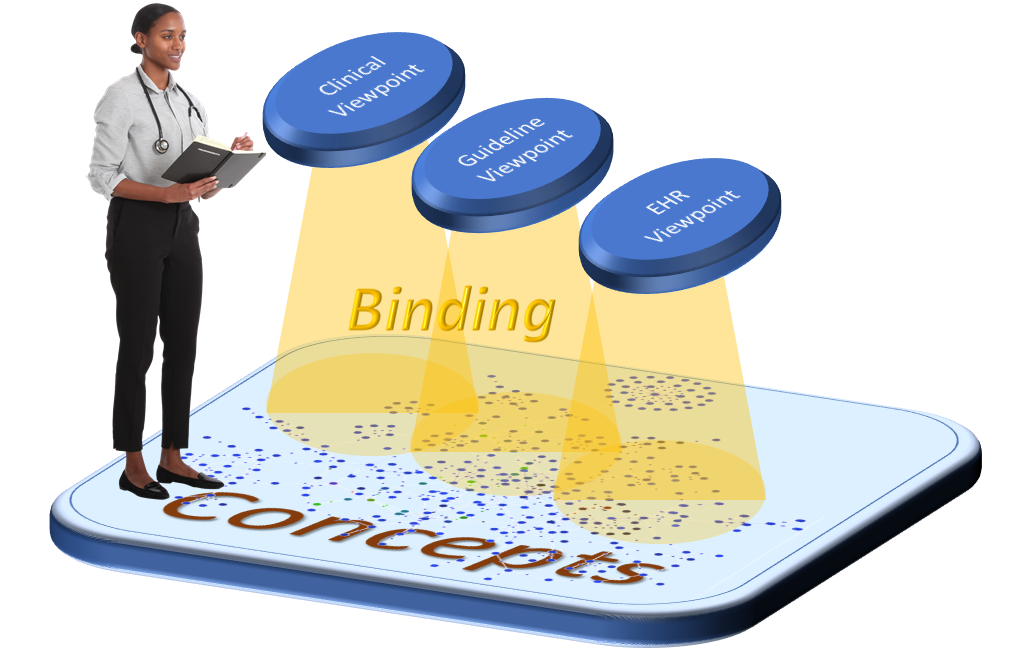 Clinical
Viewpoint
Guideline
Viewpoint
EHR
Viewpoint
Binding
Concepts